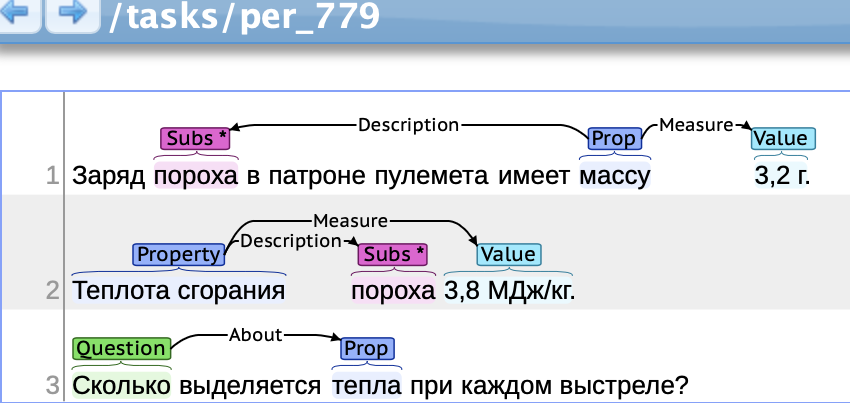 /tasks/per_779
Description Measure
Subs * Prop Value
1 Заряд пороха в патроне пулемета имеет массу 3,2 г.
Measure
Description
Property Subs * Value
2 Теплота сгорания пороха 3,8 МДж/кг.
About
Question Prop
3 Сколько выделяется тепла при каждом выстреле?